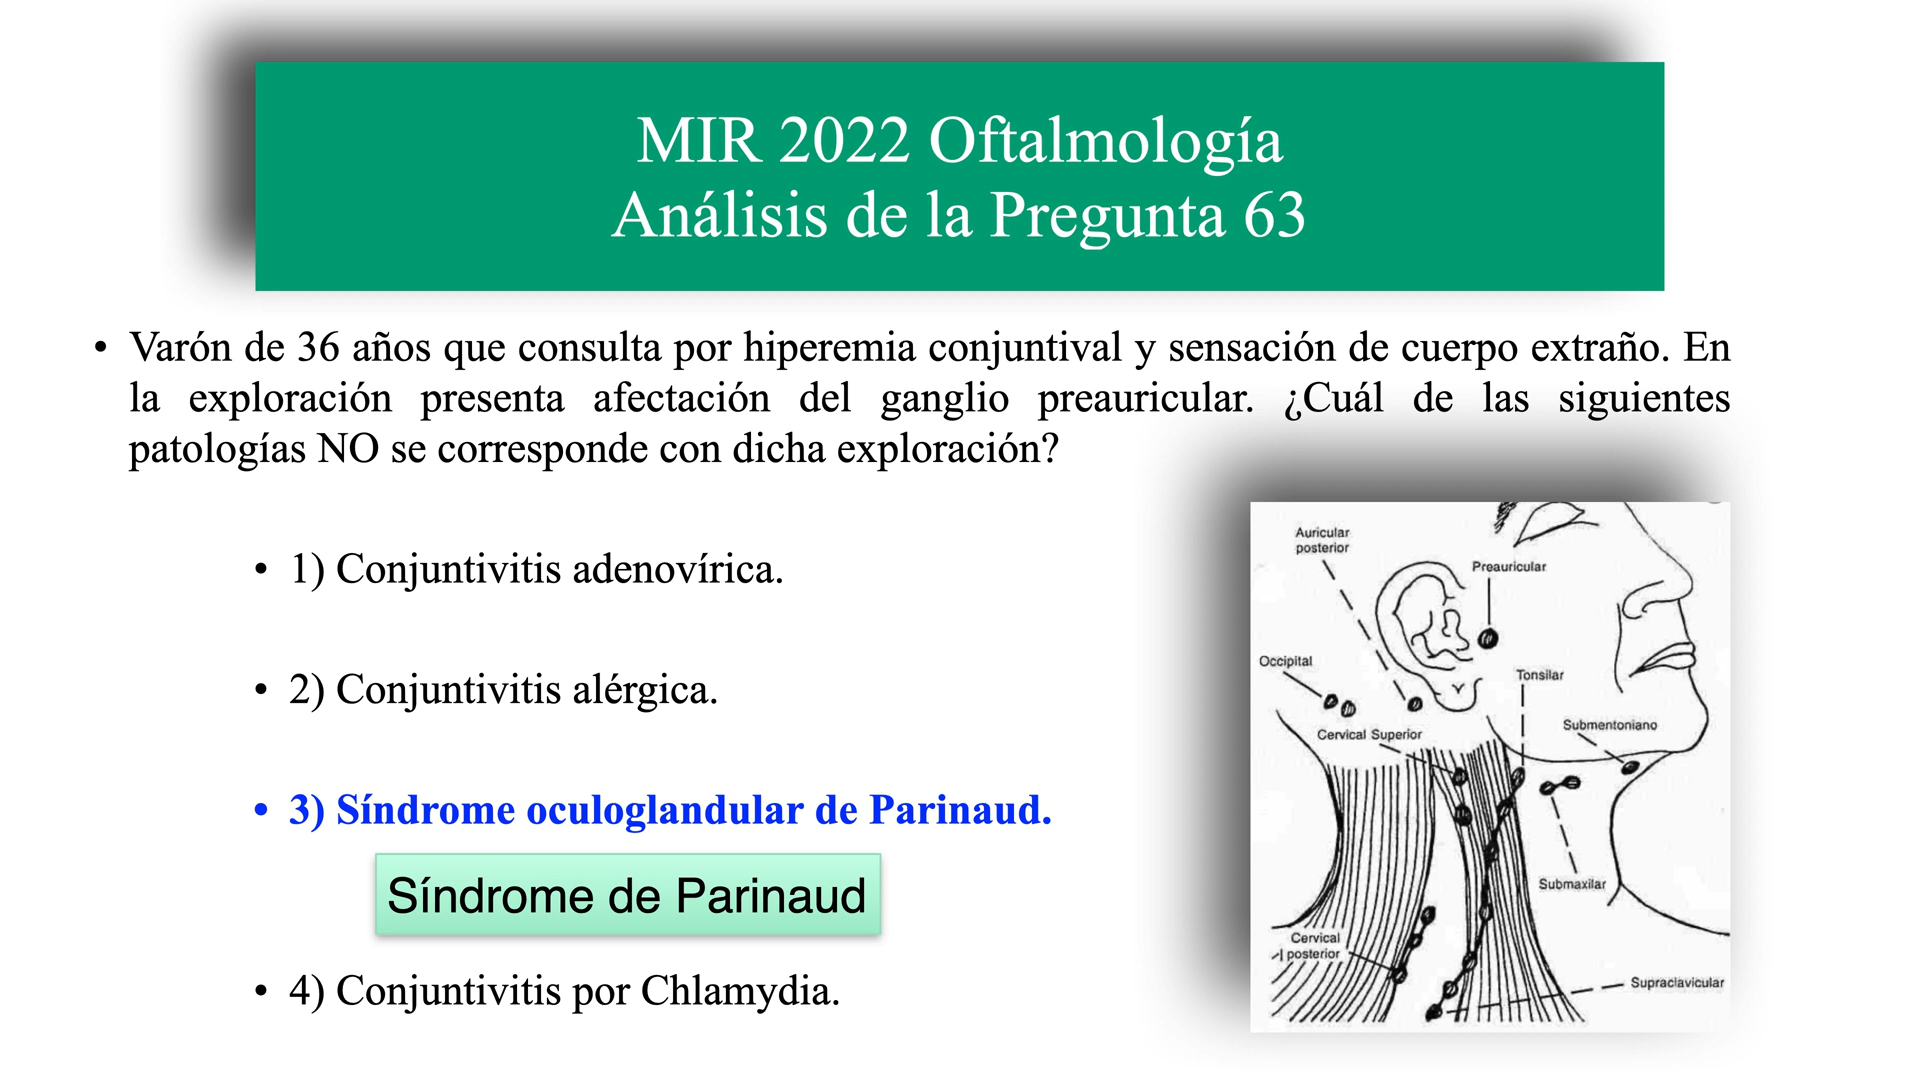 MIR 2022 Oftalmología
Análisis de la Pregunta 63
• Varón de 36 años que consulta por hiperemia conjuntival y sensación de cuerpo extraño. En
la exploración presenta afectación del ganglio preauricular. ¿Cuál de las siguientes
patologías NO se corresponde con dicha exploración?
• 1) Conjuntivitis adenovírica.
• 2) Conjuntivitis alérgica.
• 3) Síndrome oculoglandular de Parinaud.
Síndrome de Parinaud
• 4) Conjuntivitis por Chlamydia.
Auricular
posterior
Preauricular
Occipital
Tonsilar
Submentoniano
Cervical Superior
Submaxilar
Cervical
posterior
Supraclavicular